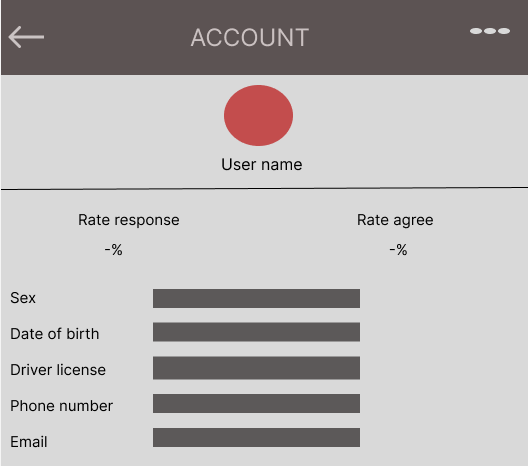 ACCOUNT
User name
Rate response Rate agree
-% -%
Sex
Date of birth
Driver license
Phone number
Email